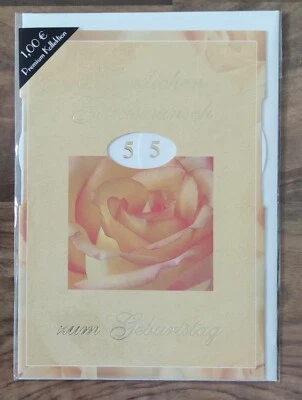 1,00 €
Premium Kollektion
Herzlichen
Glückwunsch
5 5
zum Geburtstag